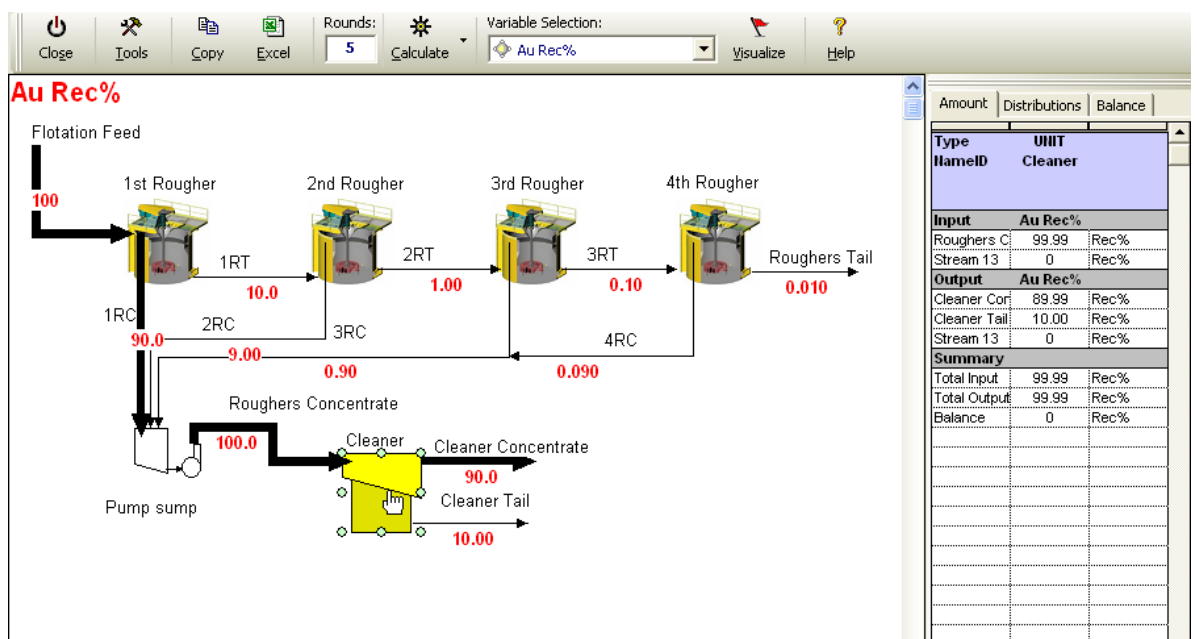 Rounds: Variable Selection:
5 Au Rec%
Close Tools Copy Excel Calculate Visualize Help
Au Rec%
Flotation Feed
100
1st Rougher 2nd Rougher 3rd Rougher 4th Rougher
1RT 2RT 3RT Roughers Tail
10.0 1.00 0.10 0.010
1RC 2RC 3RC 4RC
90.0 9.00 0.90 0.090
Roughers Concentrate
100.0
Cleaner Cleaner Concentrate
90.0
Pump sump Cleaner Tail
10.00
Amount Distributions Balance
Type UNIT
NameID Cleaner
Input Au Rec%
Roughers C 99.99 Rec%
Stream 13 0 Rec%
Output Au Rec%
Cleaner Con 89.99 Rec%
Cleaner Tail 10.00 Rec%
Stream 13 0 Rec%
Summary
Total Input 99.99 Rec%
Total Output 99.99 Rec%
Balance 0 Rec%